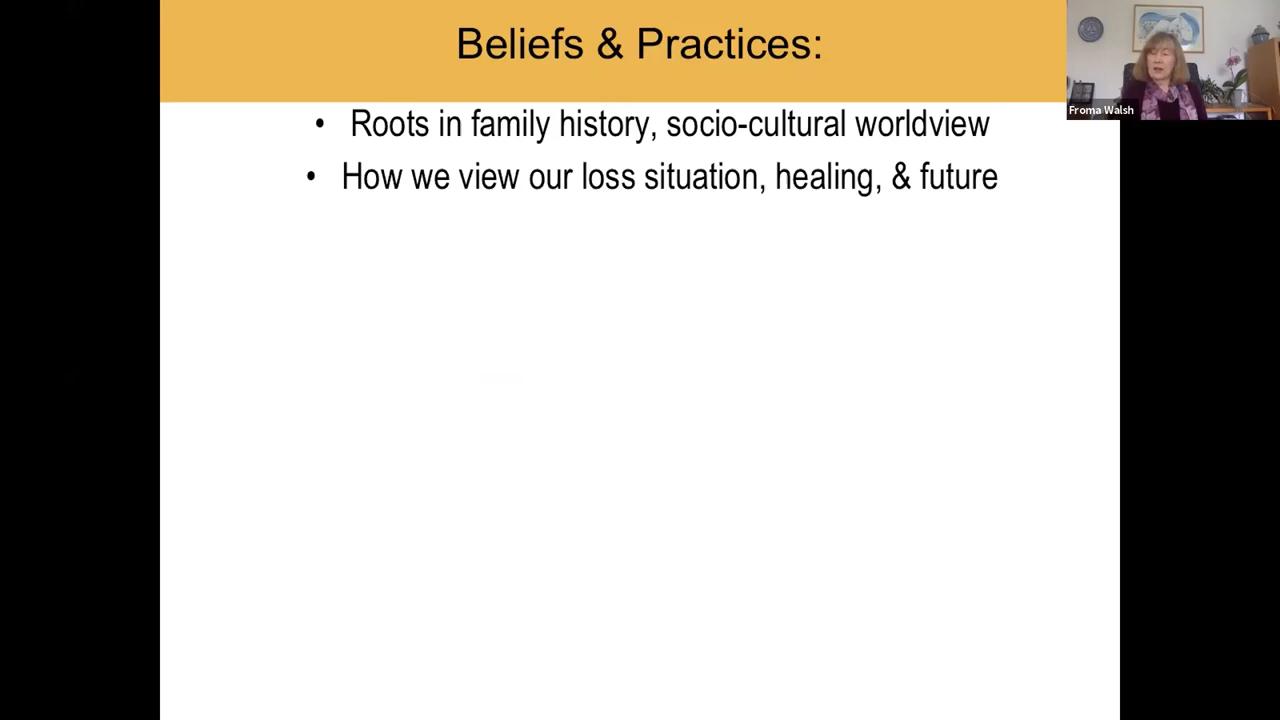 Beliefs & Practices:
• Roots in family history, socio-cultural worldview
• How we view our loss situation, healing, & future
Froma Walsh